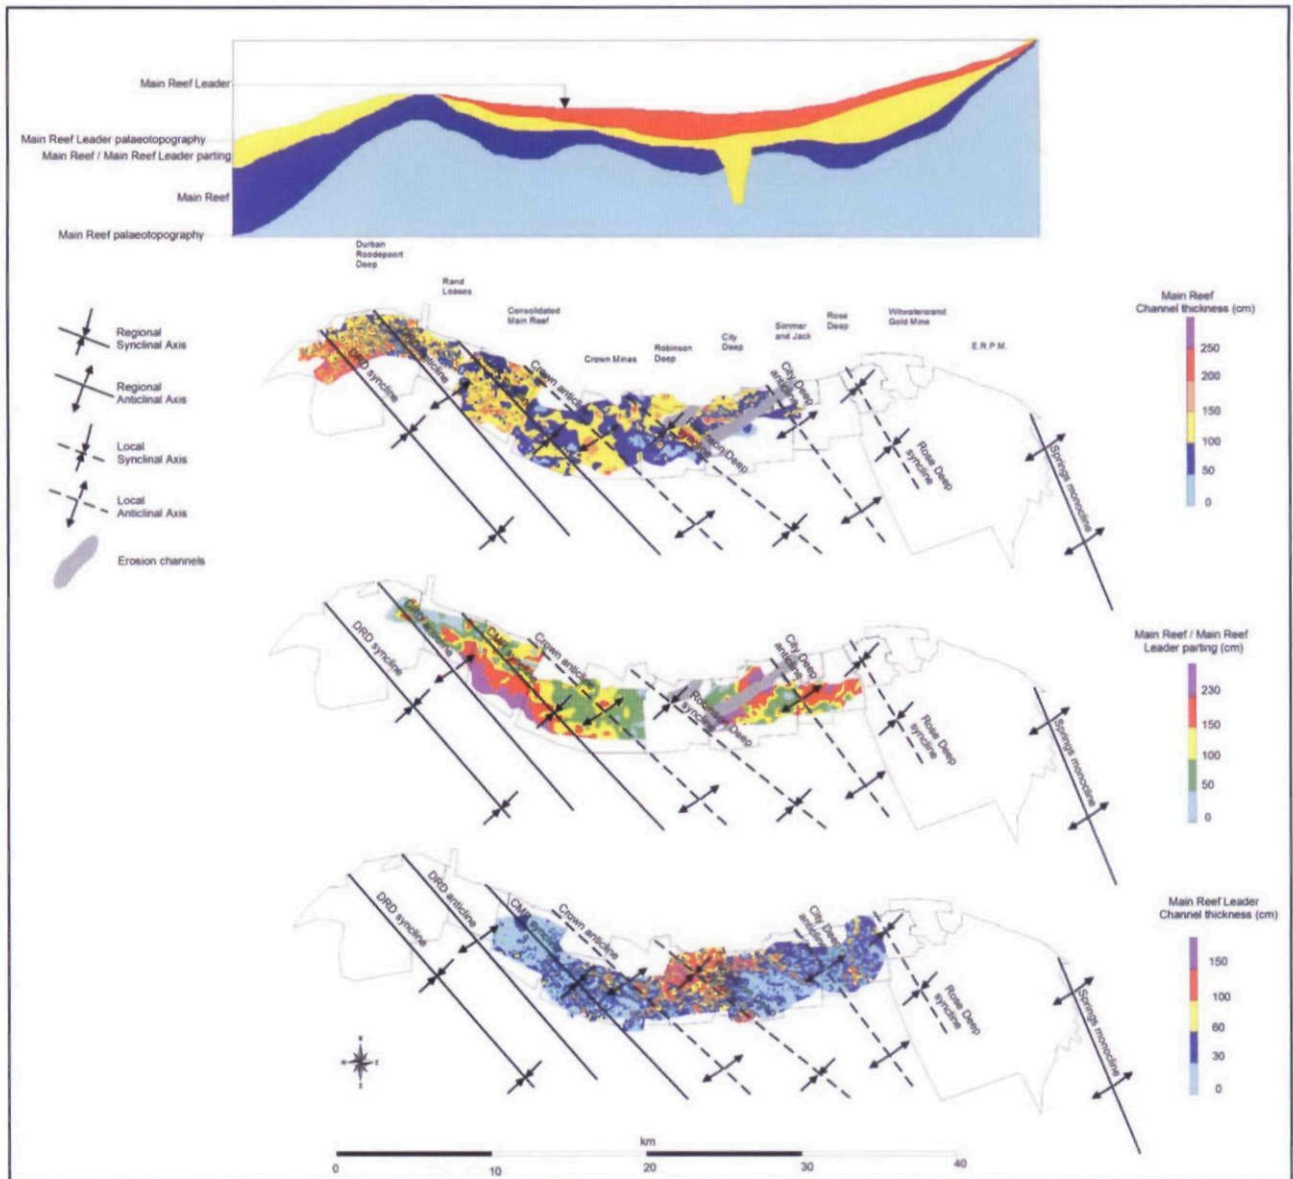 Main Reef Leader
Main Reef Leader palaeotopography
Main Reef / Main Reef Leader parting
Main Reef
Main Reef palaeotopography
Durban
Roodepoort
Deep
Rand
Leases
Consolidated
Main Reef
Crown Mines
Robinson
Deep
City
Deep
Simmer
and Jack
Rose
Deep
Witwatersrand
Gold Mine
E.R.P.M.
Regional
Synclinal Axis
Regional
Anticlinal Axis
Local
Synclinal Axis
Local
Anticlinal Axis
Erosion channels
DRD syncline
anticline
Crown anticline
City Deep
anticline
Rose Deep
syncline
Springs monocline
Main Reef
Channel thickness (cm)
250
200
150
100
50
0
DRD syncline
Crown anticline
Robinson Deep
syncline
City Deep
anticline
Rose Deep
syncline
Springs monocline
Main Reef / Main Reef
Leader parting (cm)
230
150
100
50
0
DRD syncline
DRD anticline
CMR syncline
Crown anticline
City Deep
anticline
Rose Deep
syncline
Springs monocline
Main Reef Leader
Channel thickness (cm)
150
100
60
30
0
km
0
10
20
30
40